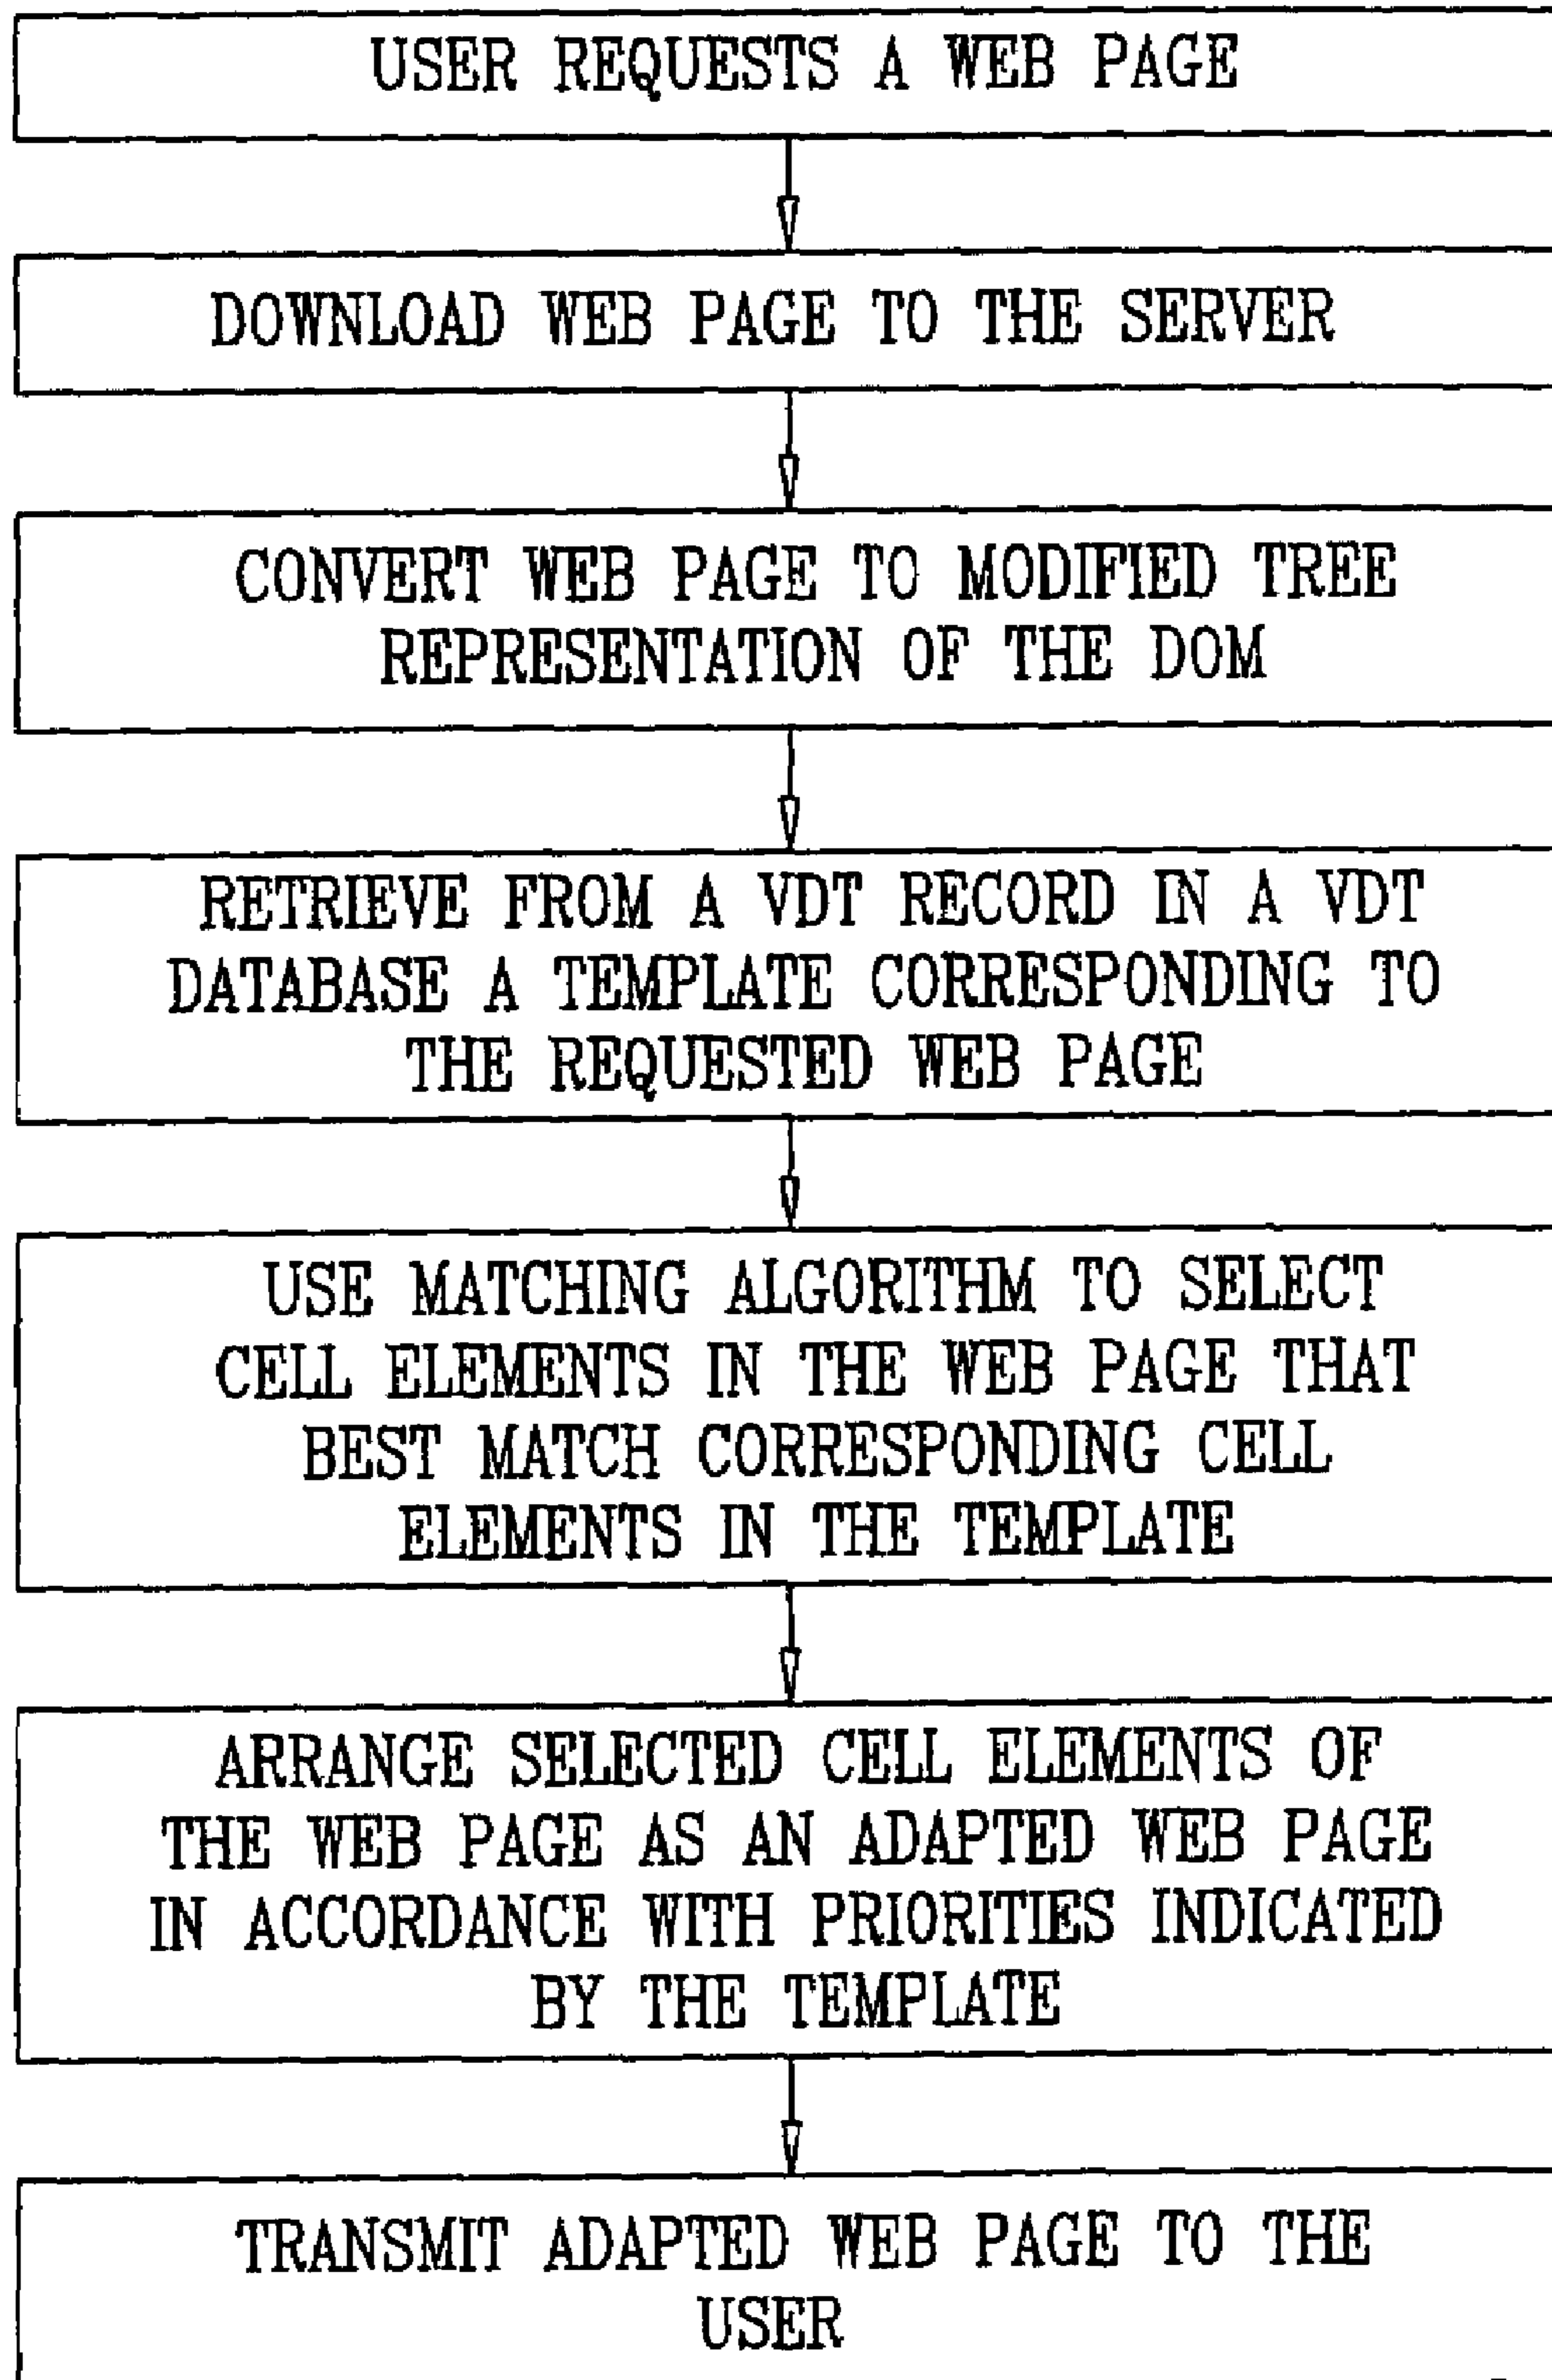 USER REQUESTS A WEB PAGE
DOWNLOAD WEB PAGE TO THE SERVER
CONVERT WEB PAGE TO MODIFIED TREE
REPRESENTATION OF THE DOM
RETRIEVE FROM A VDT RECORD IN A VDT
DATABASE A TEMPLATE CORRESPONDING TO
THE REQUESTED WEB PAGE
USE MATCHING ALGORITHM TO SELECT
CELL ELEMENTS IN THE WEB PAGE THAT
BEST MATCH CORRESPONDING CELL
ELEMENTS IN THE TEMPLATE
ARRANGE SELECTED CELL ELEMENTS OF
THE WEB PAGE AS AN ADAPTED WEB PAGE
IN ACCORDANCE WITH PRIORITIES INDICATED
BY THE TEMPLATE
TRANSMIT ADAPTED WEB PAGE TO THE
USER